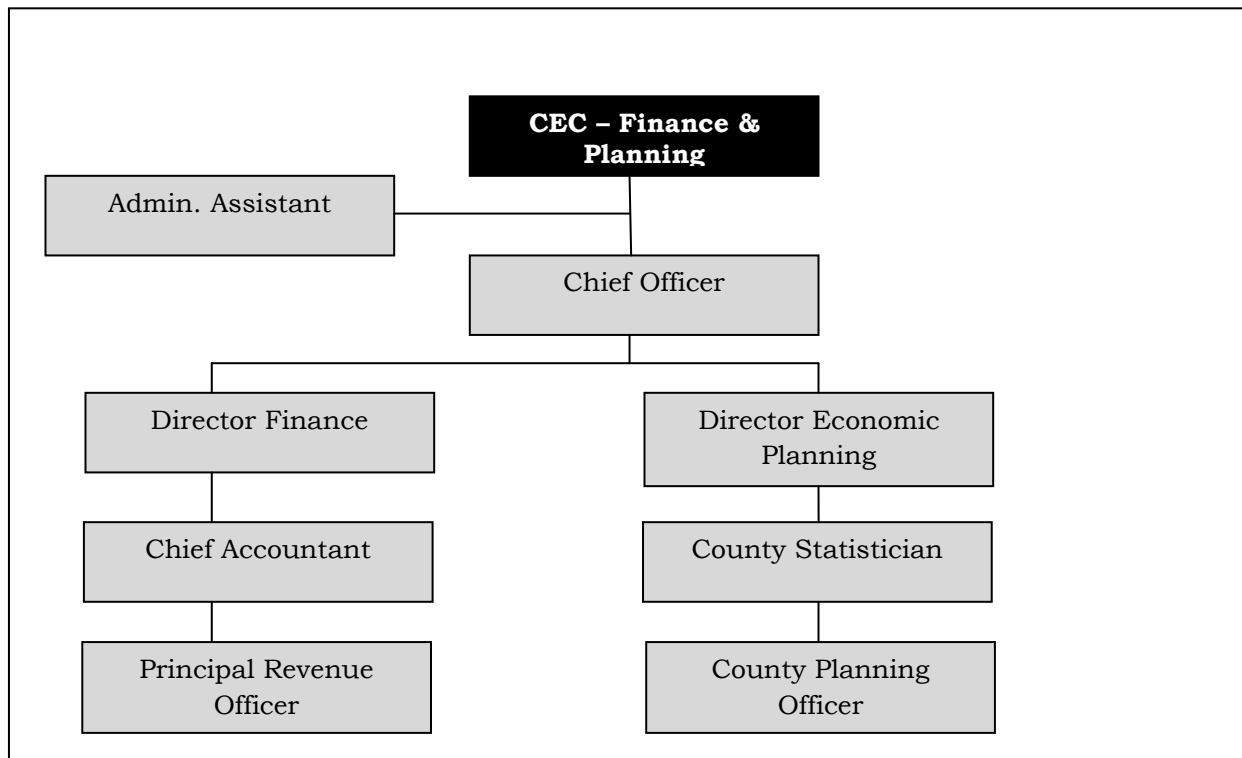 CEC – Finance &
Planning
Admin. Assistant
Chief Officer
Director Finance
Director Economic
Planning
Chief Accountant
County Statistician
Principal Revenue
Officer
County Planning
Officer